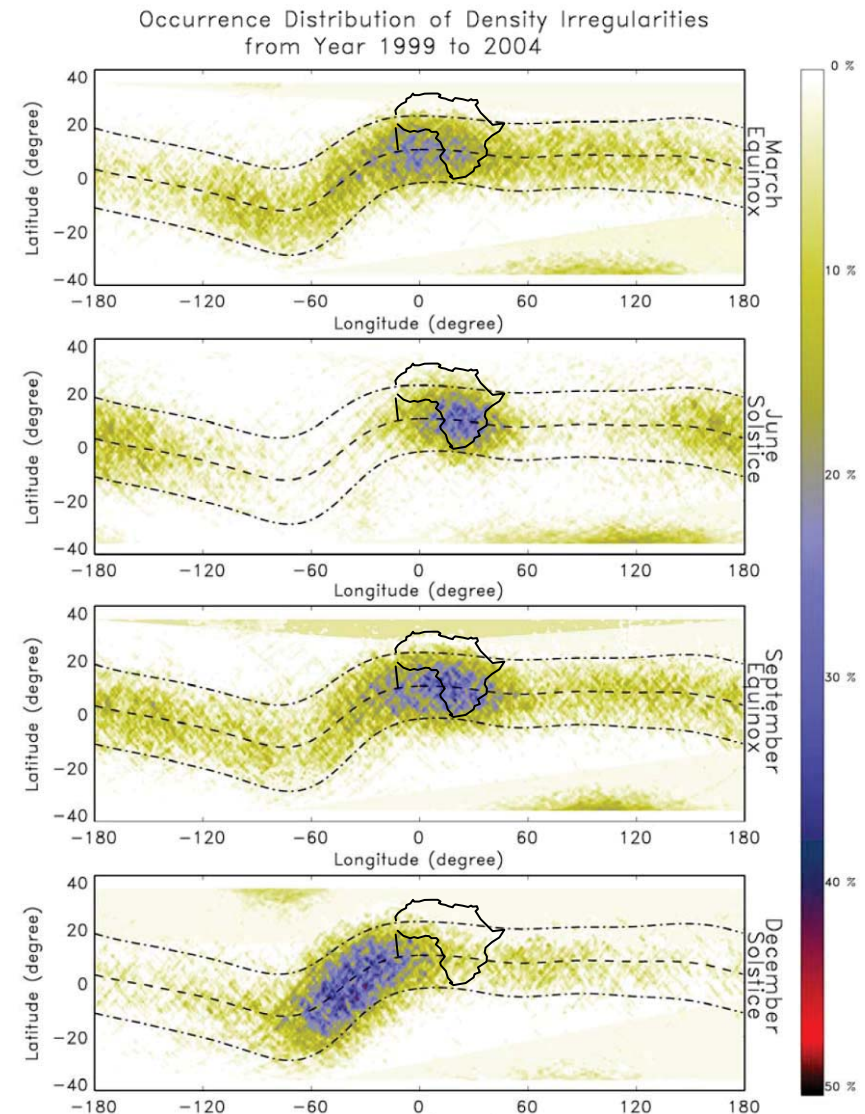 Occurrence Distribution of Density Irregularities
from Year 1999 to 2004
0 %
10 %
20 %
30 %
40 %
50 %
40
20
0
−20
−40
Latitude (degree)
−180 −120 −60 0 60 120 180
Longitude (degree)
March
Equinox
40
20
0
−20
−40
Latitude (degree)
−180 −120 −60 0 60 120 180
Longitude (degree)
June
Solstice
40
20
0
−20
−40
Latitude (degree)
−180 −120 −60 0 60 120 180
Longitude (degree)
September
Equinox
40
20
0
−20
−40
Latitude (degree)
−180 −120 −60 0 60 120 180
December
Solstice